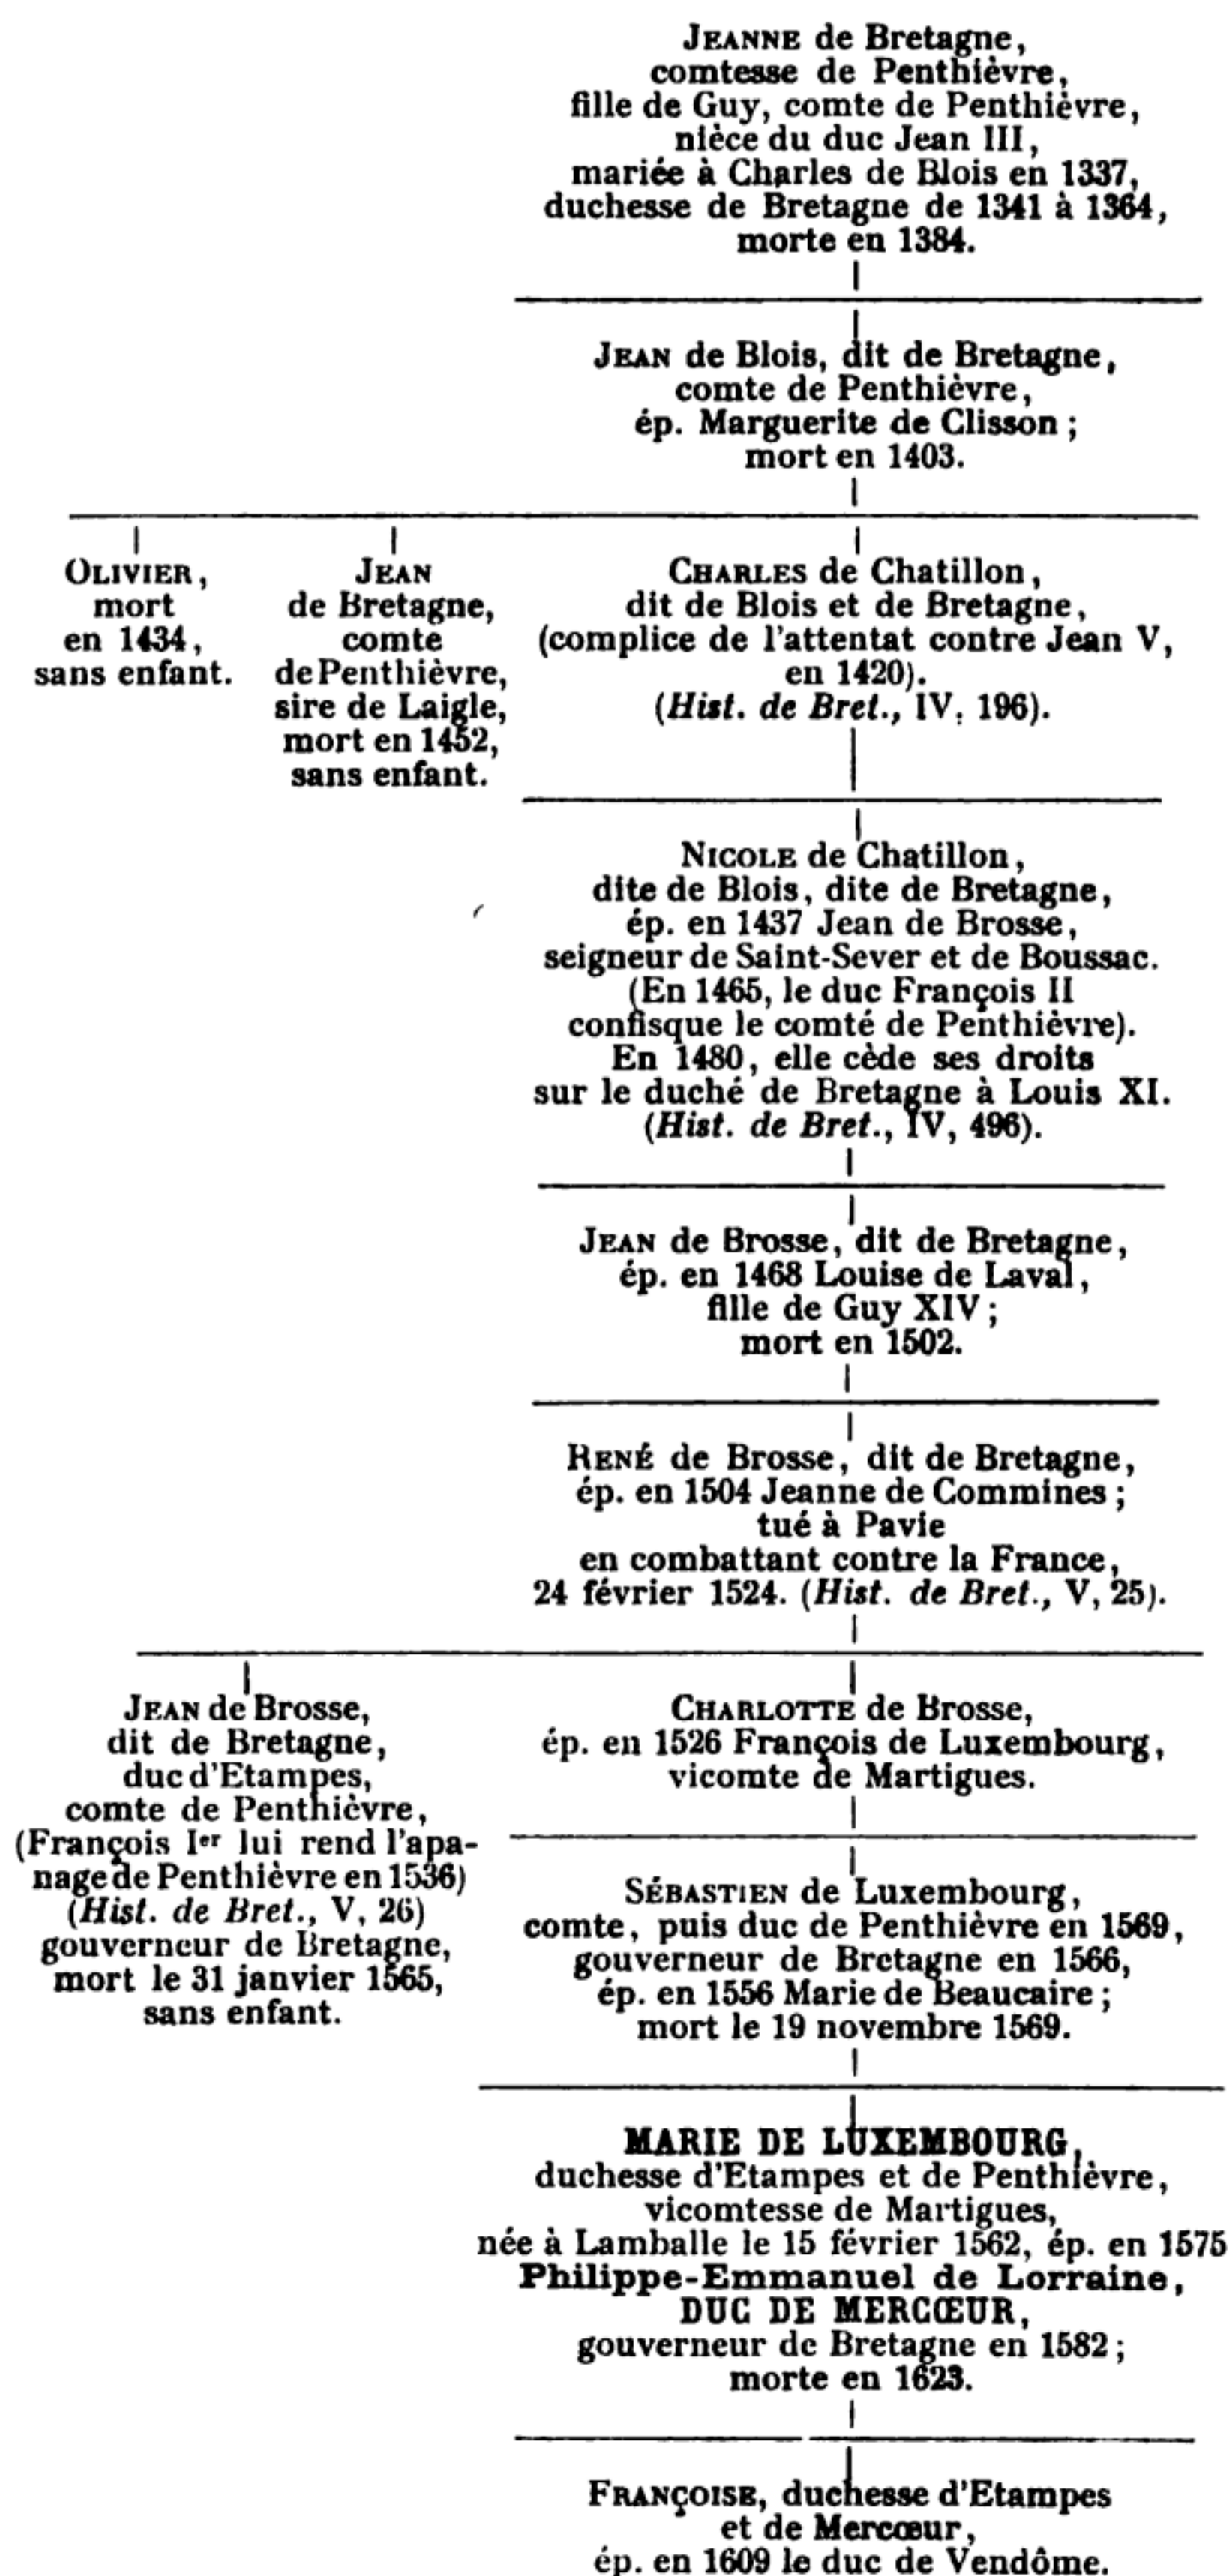 JEANNE de Bretagne,
comtesse de Penthièvre,
fille de Guy, comte de Penthièvre,
nièce du duc Jean III,
mariée à Charles de Blois en 1337,
duchesse de Bretagne de 1341 à 1364,
morte en 1384.
JEAN de Blois, dit de Bretagne,
comte de Penthièvre,
ép. Marguerite de Clisson ;
mort en 1403.
OLIVIER,
mort
en 1434,
sans enfant.
JEAN
de Bretagne,
comte
de Penthièvre,
sire de Laigle,
mort en 1452,
sans enfant.
CHARLES de Chatillon,
dit de Blois et de Bretagne,
(complice de l'attentat contre Jean V,
en 1420).
(Hist. de Bret., IV, 196).
NICOLE de Chatillon,
dite de Blois, dite de Bretagne,
ép. en 1437 Jean de Brosse,
seigneur de Saint-Sever et de Boussac.
(En 1465, le duc François II
confisque le comté de Penthièvre).
En 1480, elle cède ses droits
sur le duché de Bretagne à Louis XI.
(Hist. de Bret., IV, 496).
JEAN de Brosse, dit de Bretagne,
ép. en 1468 Louise de Laval,
fille de Guy XIV ;
mort en 1502.
RENÉ de Brosse, dit de Bretagne,
ép. en 1504 Jeanne de Commines ;
tué à Pavie
en combattant contre la France,
24 février 1524. (Hist. de Bret., V, 25).
JEAN de Brosse,
dit de Bretagne,
duc d'Etampes,
comte de Penthièvre,
(François Ier lui rend l'apa-
nage de Penthièvre en 1536)
(Hist. de Bret., V, 26)
gouverneur de Bretagne,
mort le 31 janvier 1565,
sans enfant.
CHARLOTTE de Brosse,
ép. en 1526 François de Luxembourg,
vicomte de Martigues.
SÉBASTIEN de Luxembourg,
comte, puis duc de Penthièvre en 1569,
gouverneur de Bretagne en 1566,
ép. en 1556 Marie de Beaucaire ;
mort le 19 novembre 1569.
MARIE DE LUXEMBOURG,
duchesse d'Etampes et de Penthièvre,
vicomtesse de Martigues,
née à Lamballe le 15 février 1562, ép. en 1575
Philippe-Emmanuel de Lorraine,
DUC DE MERCŒUR,
gouverneur de Bretagne en 1582 ;
morte en 1623.
FRANÇOISE, duchesse d'Etampes
et de Mercœur,
ép. en 1609 le duc de Vendôme.